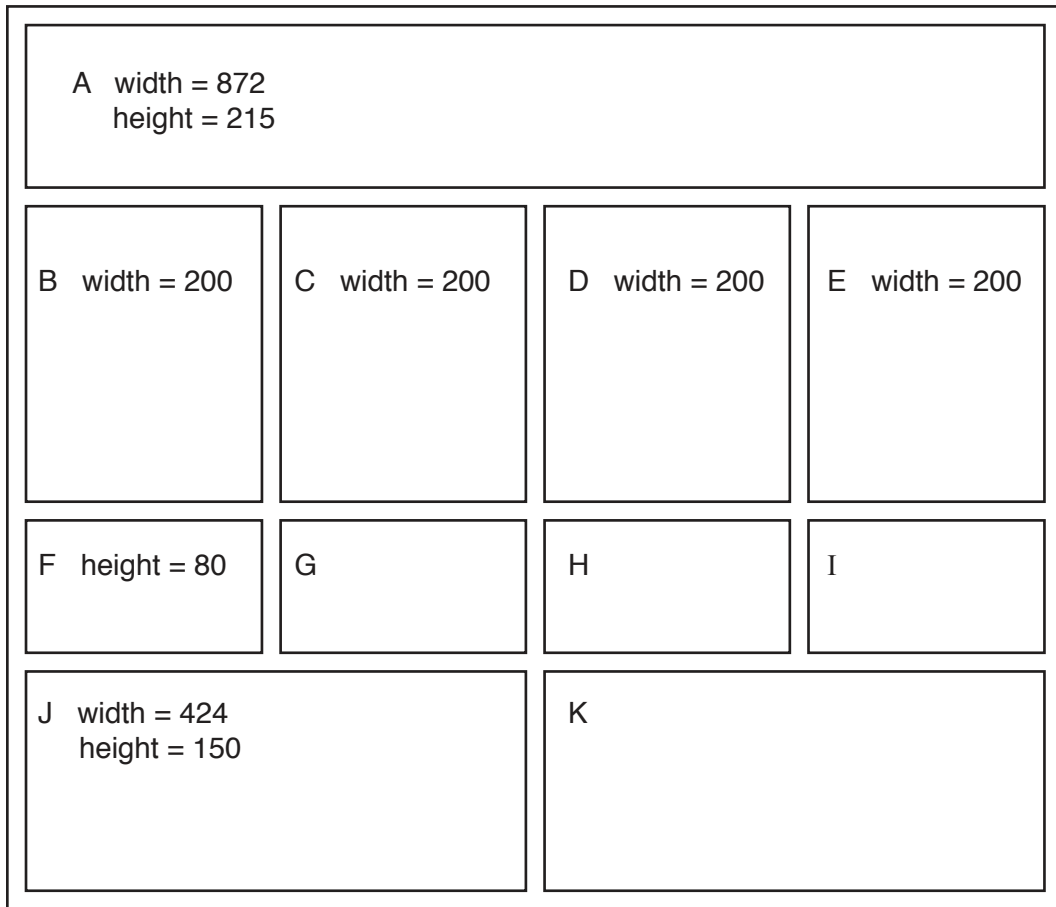 A width = 872
height = 215
B width = 200
C width = 200
D width = 200
E width = 200
F height = 80
G
H
I
J width = 424
height = 150
K